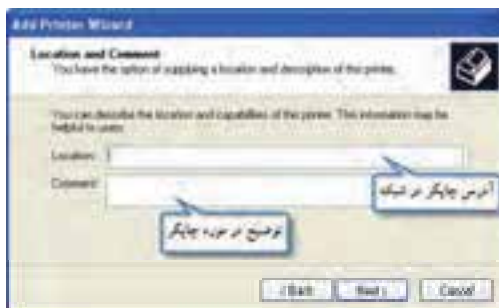 Add Printer Wizard
Location and Comment
You have the option of supplying a location and description of this printer.
You can describe the location and capabilities of this printer. This information may be
helpful to users.
Location:
آدرس چاپگر در شبکه
Comment:
توضیح در مورد چاپگر
< Back
Next >
Cancel